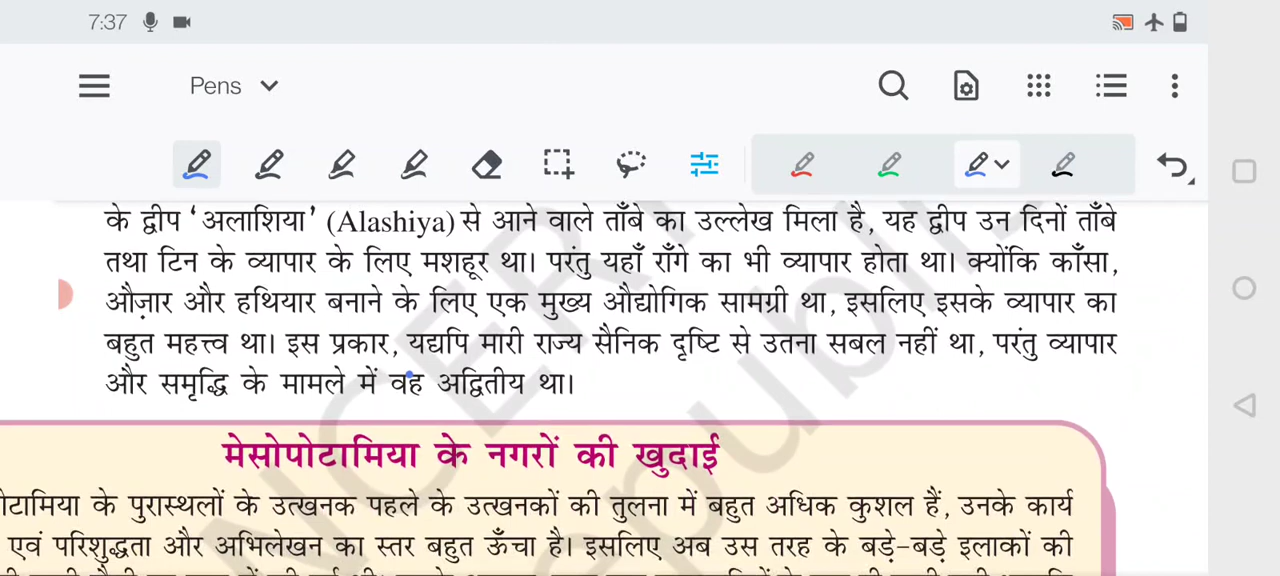 7:37
Pens
के द्वीप ‘अलाशिया’ (Alashiya) से आने वाले ताँबे का उल्लेख मिला है, यह द्वीप उन दिनों ताँबे
तथा टिन के व्यापार के लिए मशहूर था। परंतु यहाँ राँगे का भी व्यापार होता था। क्योंकि काँसा,
औज़ार और हथियार बनाने के लिए एक मुख्य औद्योगिक सामग्री था, इसलिए इसके व्यापार का
बहुत महत्त्व था। इस प्रकार, यद्यपि मारी राज्य सैनिक दृष्टि से उतना सबल नहीं था, परंतु व्यापार
और समृद्धि के मामले में वह अद्वितीय था।
मेसोपोटामिया के नगरों की खुदाई
ोटामिया के पुरास्थलों के उत्खनक पहले के उत्खनकों की तुलना में बहुत अधिक कुशल हैं, उनके कार्य
एवं परिशुद्धता और अभिलेखन का स्तर बहुत ऊँचा है। इसलिए अब उस तरह के बड़े-बड़े इलाकों की